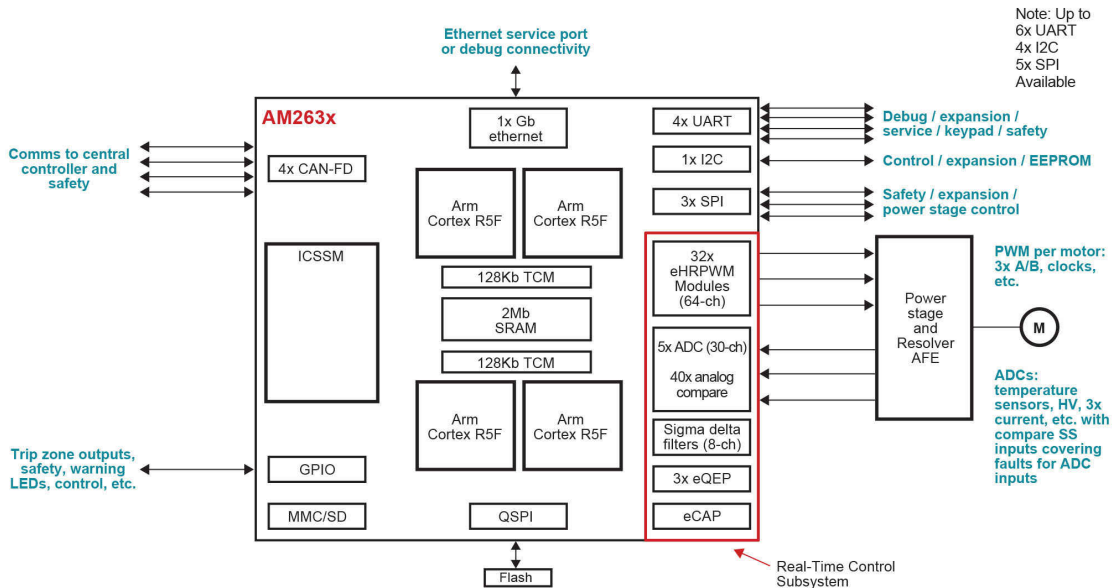 Note: Up to
6x UART
4x I2C
5x SPI
Available
Ethernet service port
or debug connectivity
AM263x
1x Gb
ethernet
4x UART
Debug / expansion /
service / keypad / safety
Comms to central
controller and
safety
4x CAN-FD
1x I2C
Control / expansion / EEPROM
Arm
Cortex R5F
Arm
Cortex R5F
3x SPI
Safety / expansion /
power stage control
ICSSM
32x
eHRPWM
Modules
(64-ch)
PWM per motor:
3x A/B, clocks,
etc.
128Kb TCM
2Mb
SRAM
Power
stage and
Resolver
AFE
M
5x ADC (30-ch)
40x analog
compare
128Kb TCM
ADCs:
temperature
sensors, HV, 3x
current, etc. with
compare SS
inputs covering
faults for ADC
inputs
Arm
Cortex R5F
Arm
Cortex R5F
Sigma delta
filters (8-ch)
Trip zone outputs,
safety, warning
LEDs, control, etc.
GPIO
3x eQEP
MMC/SD
QSPI
eCAP
Flash
Real-Time Control
Subsystem